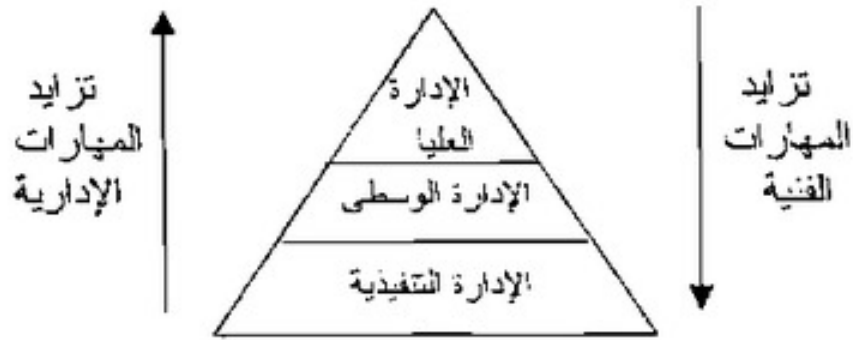 تزايد
المهارات
الفنية
الإدارة
العليا
الإدارة الوسطى
الإدارة التنفيذية
تزايد
المهارات
الإدارية